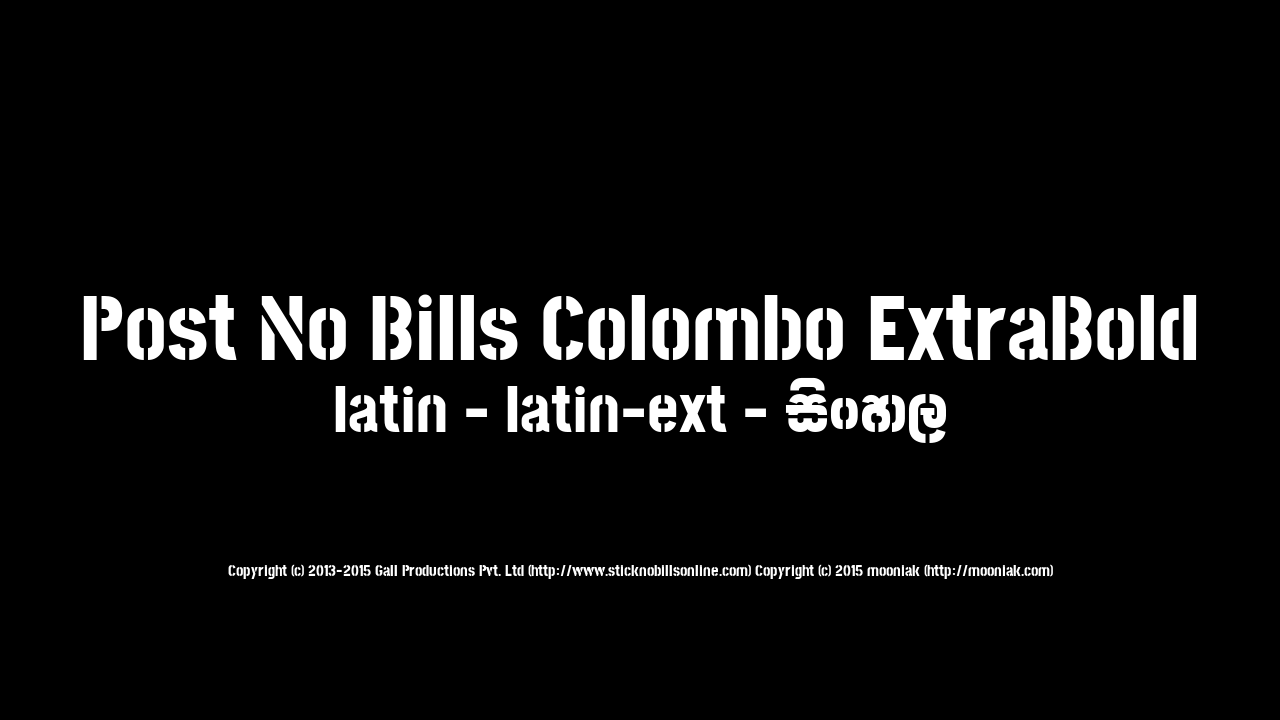 Post No Bills Colombo ExtraBold
latin - latin-ext - සිංහල
Copyright (c) 2013-2015 Gall Productions Pvt. Ltd (http://www.sticknobillsonline.com) Copyright (c) 2015 mooniak (http://mooniak.com)